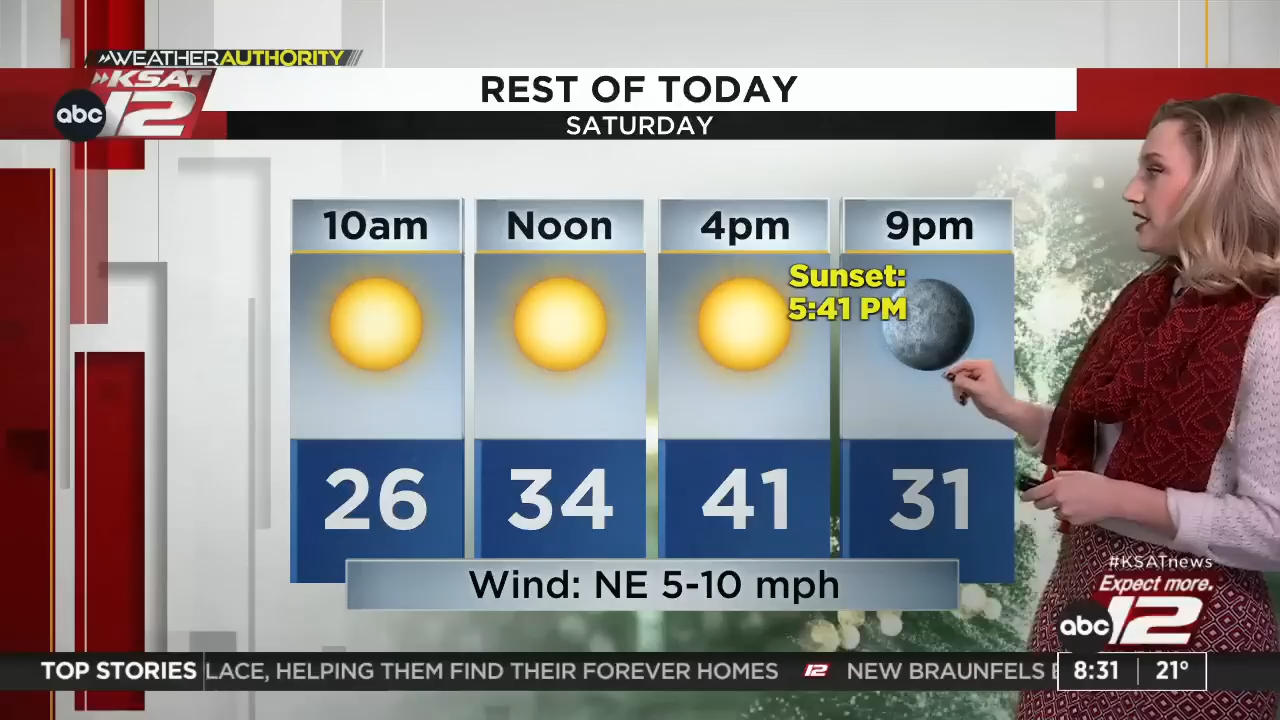 WEATHERAUTHORITY
KSAT
abc 12
REST OF TODAY
SATURDAY
10am
Noon
4pm
9pm
Sunset:
5:41 PM
26
34
41
31
Wind: NE 5-10 mph
#KSATnews
Expect more.
abc 12
TOP STORIES
LACE, HELPING THEM FIND THEIR FOREVER HOMES 12 NEW BRAUNFELS
8:31 21°